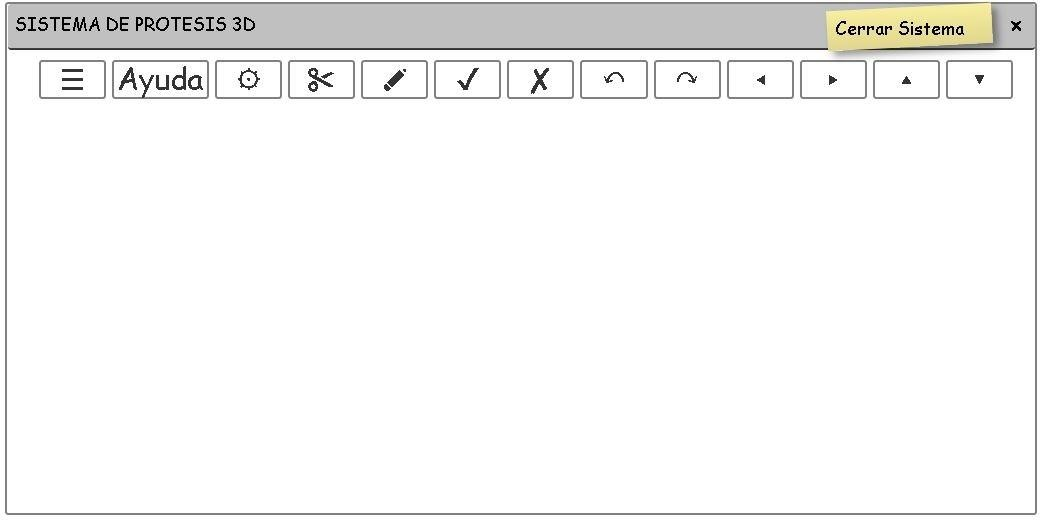 SISTEMA DE PROTESIS 3D
Cerrar Sistema
Ayuda